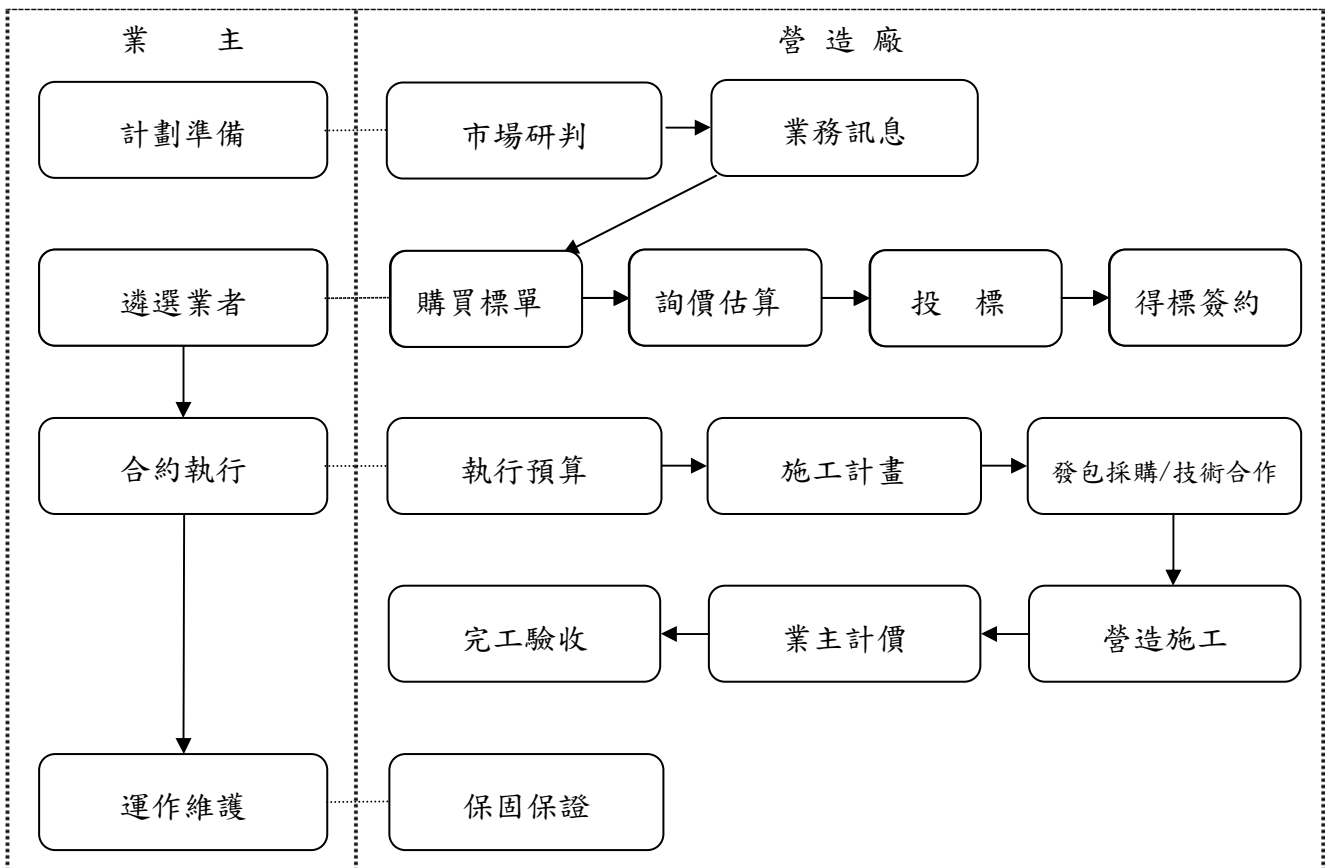 業 主
營造廠
計劃準備
市場研判
業務訊息
遴選業者
購買標單
詢價估算
投 標
得標簽約
合約執行
執行預算
施工計畫
發包採購/技術合作
完工驗收
業主計價
營造施工
運作維護
保固保證